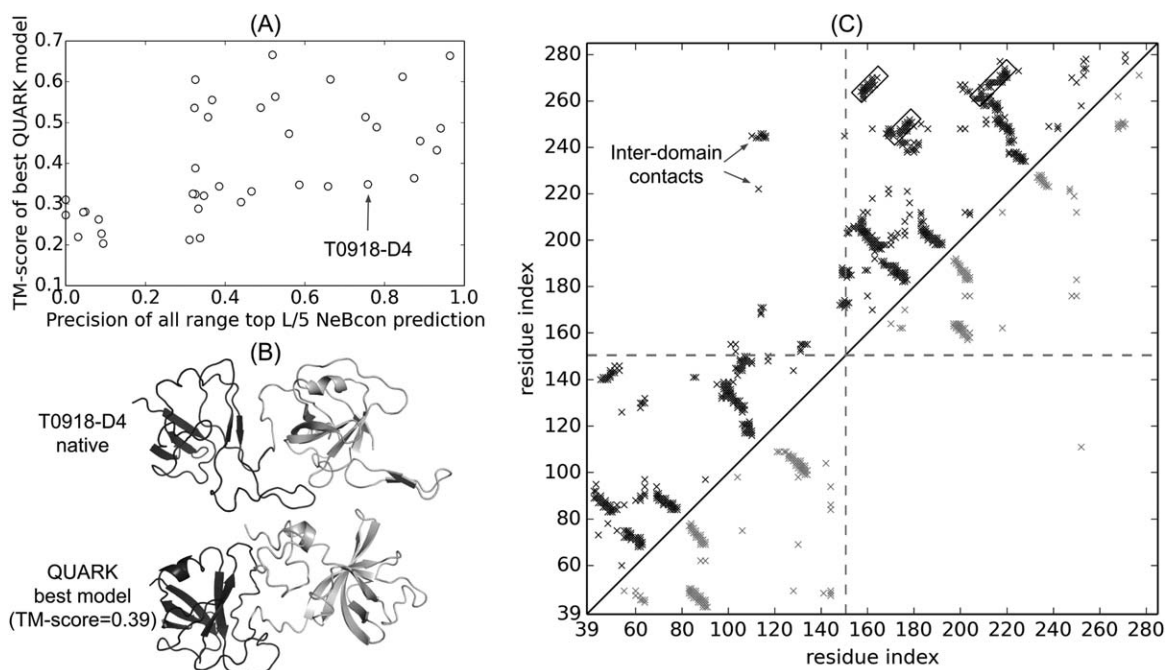 (A)
TM-score of best QUARK model
0.7
0.6
0.5
0.4
0.3
0.2
0.1
T0918-D4
0.0 0.2 0.4 0.6 0.8 1.0
Precision of all range top L/5 NeBcon prediction
(B)
T0918-D4
native
QUARK
best model
(TM-score=0.39)
(C)
residue index
280
260
240
220
200
180
160
140
120
100
80
60
39
Inter-domain
contacts
39 60 80 100 120 140 160 180 200 220 240 260 280
residue index